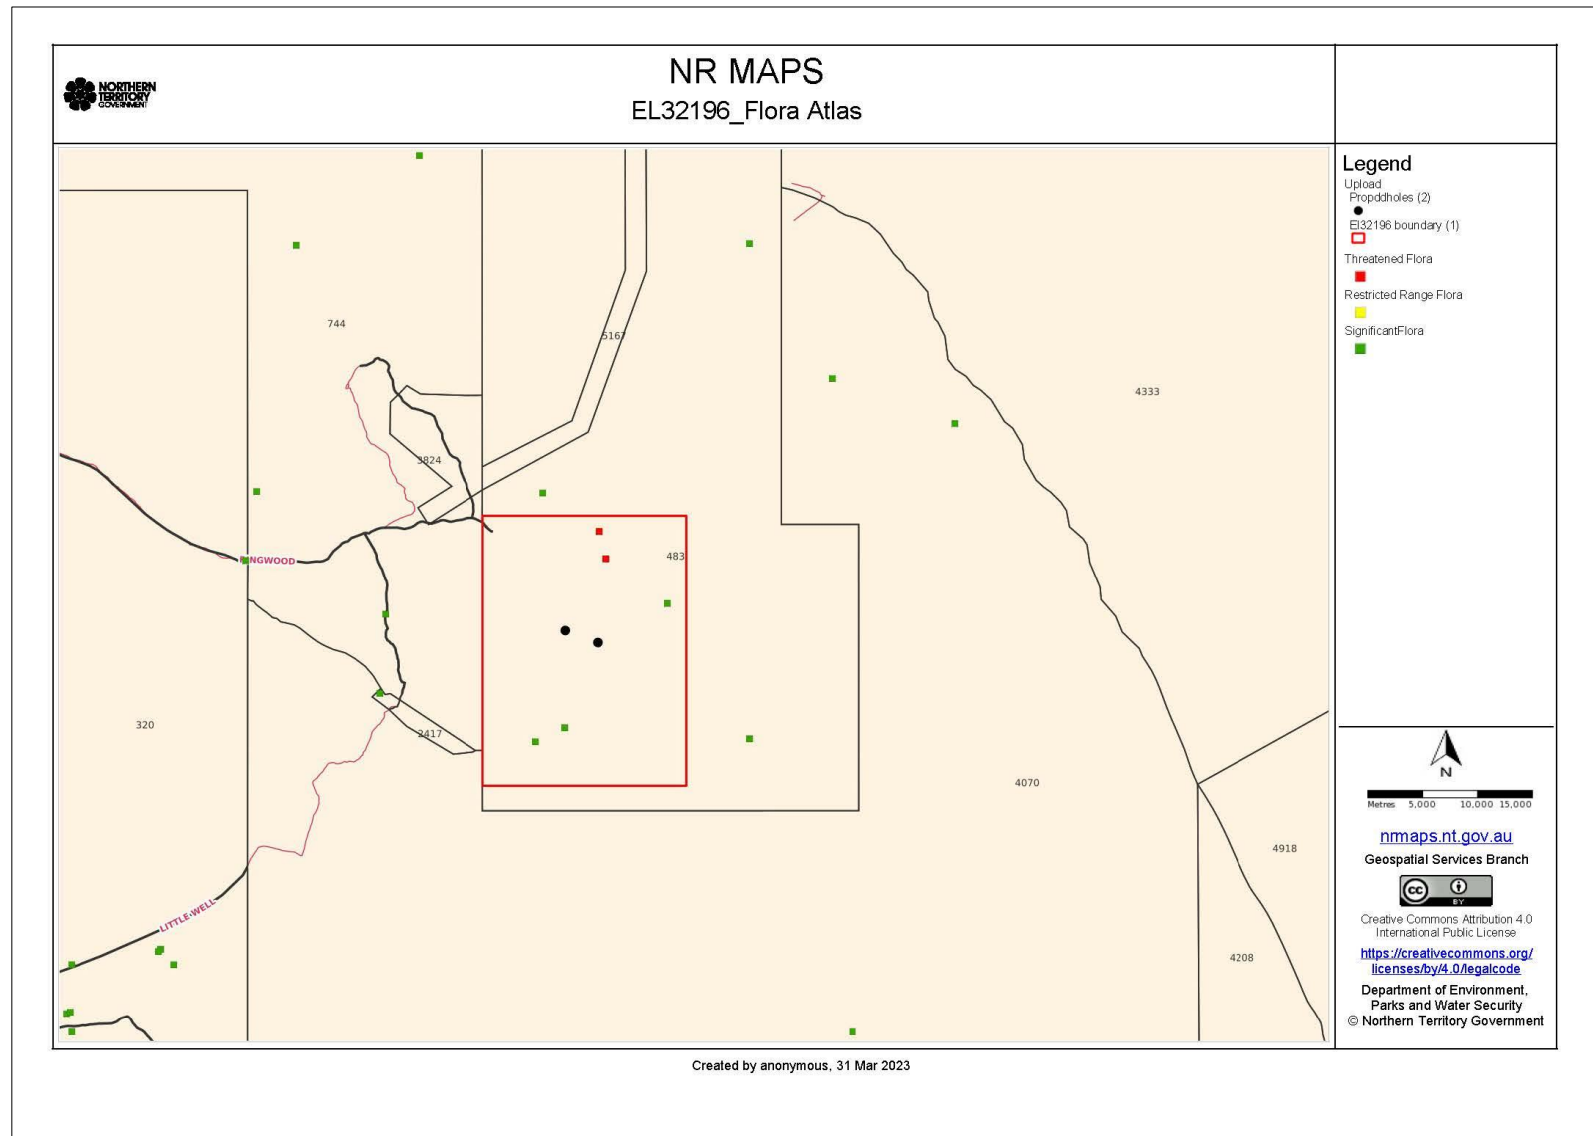 NORTHERN
TERRITORY
GOVERNMENT
NR MAPS
EL32196_Flora Atlas
744
5167
4333
3824
483
RINGWOOD
320
2417
4070
4918
LITTLE WELL
4208
Legend
Upload
Propddholes (2)
El32196 boundary (1)
Threatened Flora
Restricted Range Flora
SignificantFlora
N
Metres 5,000 10,000 15,000
nrmaps.nt.gov.au
Geospatial Services Branch
cc BY
Creative Commons Attribution 4.0
International Public License
https://creativecommons.org/
licenses/by/4.0/legalcode
Department of Environment,
Parks and Water Security
© Northern Territory Government
Created by anonymous, 31 Mar 2023